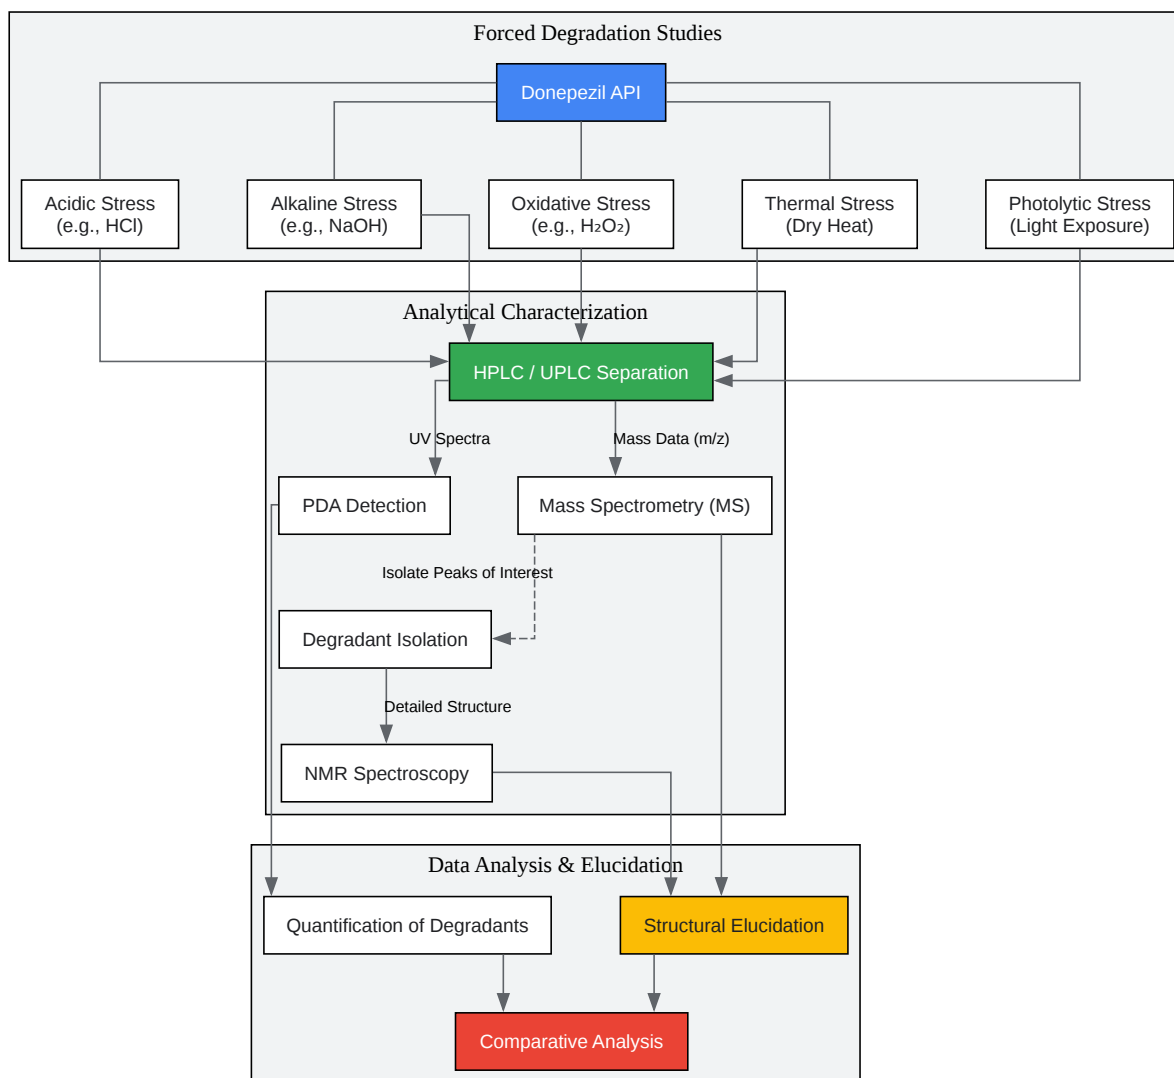 Forced Degradation Studies
Donepezil API
Acidic Stress
(e.g., HCl)
Alkaline Stress
(e.g., NaOH)
Oxidative Stress
(e.g., H₂O₂)
Thermal Stress
(Dry Heat)
Photolytic Stress
(Light Exposure)
Analytical Characterization
HPLC / UPLC Separation
UV Spectra
Mass Data (m/z)
PDA Detection
Mass Spectrometry (MS)
Isolate Peaks of Interest
Degradant Isolation
Detailed Structure
NMR Spectroscopy
Data Analysis & Elucidation
Quantification of Degradants
Structural Elucidation
Comparative Analysis